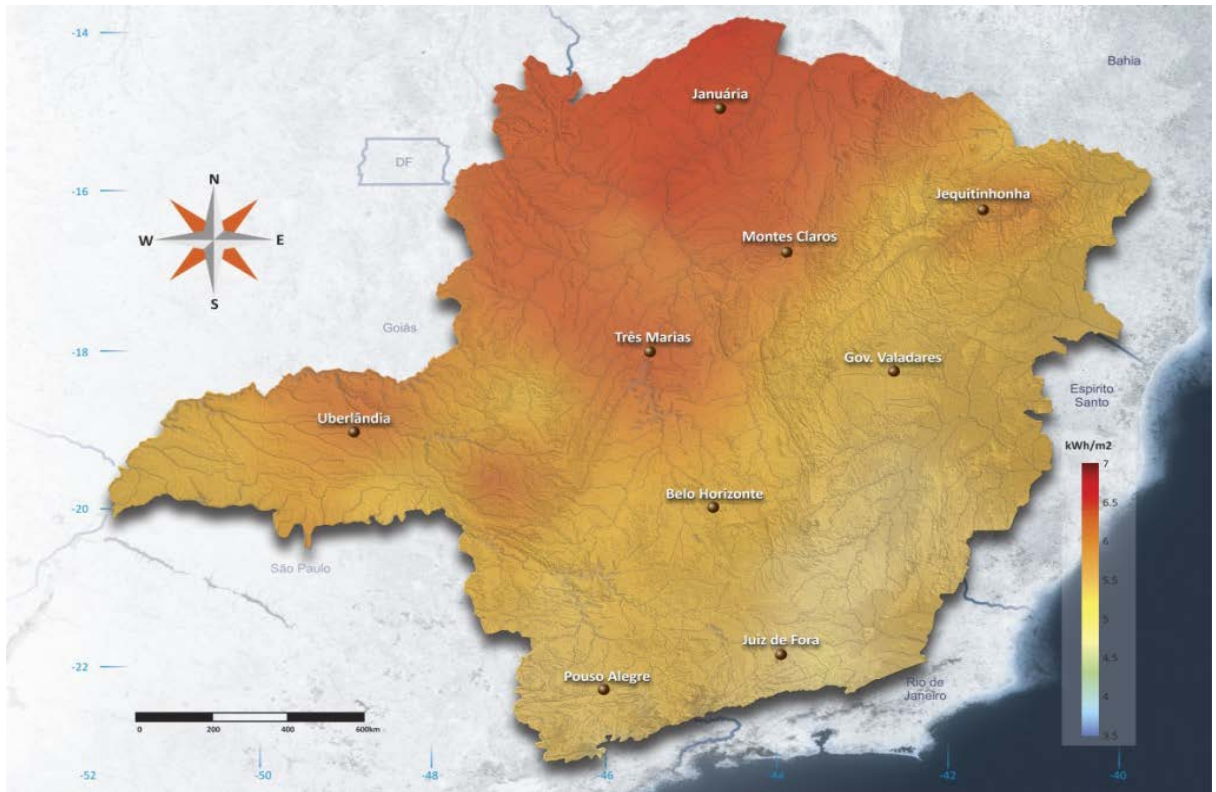 -14
Bahia
Januária
DF
-16
N
W
E
S
Jequitinhonha
Montes Claros
Goiás
Três Marias
-18
Gov. Valadares
Espirito
Santo
Uberlândia
kWh/m2
7
6.5
6
5.5
5
4.5
4
3.5
Belo Horizonte
-20
São Paulo
Juiz de Fora
-22
Pouso Alegre
Rio de
Janeiro
0
200
400
600km
-52
-50
-48
-46
-44
-42
-40